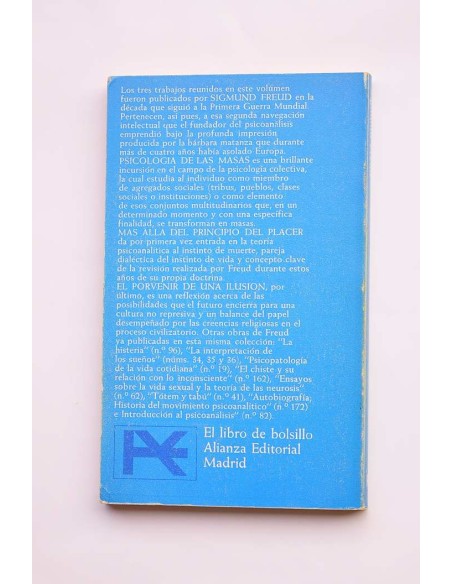 Los tres trabajos reunidos en este volumen
fueron publicados por SIGMUND FREUD en la
década que siguió a la Primera Guerra Mundial.
Pertenecen, así pues, a esa segunda navegación
intelectual que el fundador del psicoanálisis
emprendió bajo la profunda impresión
producida por la bárbara matanza que durante
más de cuatro años había asolado Europa.
PSICOLOGIA DE LAS MASAS es una brillante
incursión en el campo de la psicología colectiva,
la cual estudia al individuo como miembro
de agregados sociales (tribus, pueblos, clases
sociales o instituciones) o como elemento
de esos conjuntos multitudinarios que, en un
determinado momento y con una específica
finalidad, se transforman en masas.
MAS ALLA DEL PRINCIPIO DEL PLACER
da por primera vez entrada en la teoría
psicoanalítica al instinto de muerte, pareja
dialéctica del instinto de vida y concepto clave
de la revisión realizada por Freud durante estos
años de su propia doctrina.
EL PORVENIR DE UNA ILUSION, por
último, es una reflexión acerca de las
posibilidades que el futuro encierra para una
cultura no represiva y un balance del papel
desempeñado por las creencias religiosas en el
proceso civilizatorio. Otras obras de Freud
ya publicadas en esta misma colección: "La
histeria" (n.º 96), "La interpretación de
los sueños" (núms. 34, 35 y 36), "Psicopatología
de la vida cotidiana" (n.º 19), "El chiste y su
relación con lo inconsciente" (n.º 162), "Ensayos
sobre la vida sexual y la teoría de las neurosis"
(n.º 62), "Tótem y tabú" (n.º 41), "Autobiografía;
Historia del movimiento psicoanalítico" (n.º 172)
e "Introducción al psicoanálisis" (n.º 82).
El libro de bolsillo
Alianza Editorial
Madrid